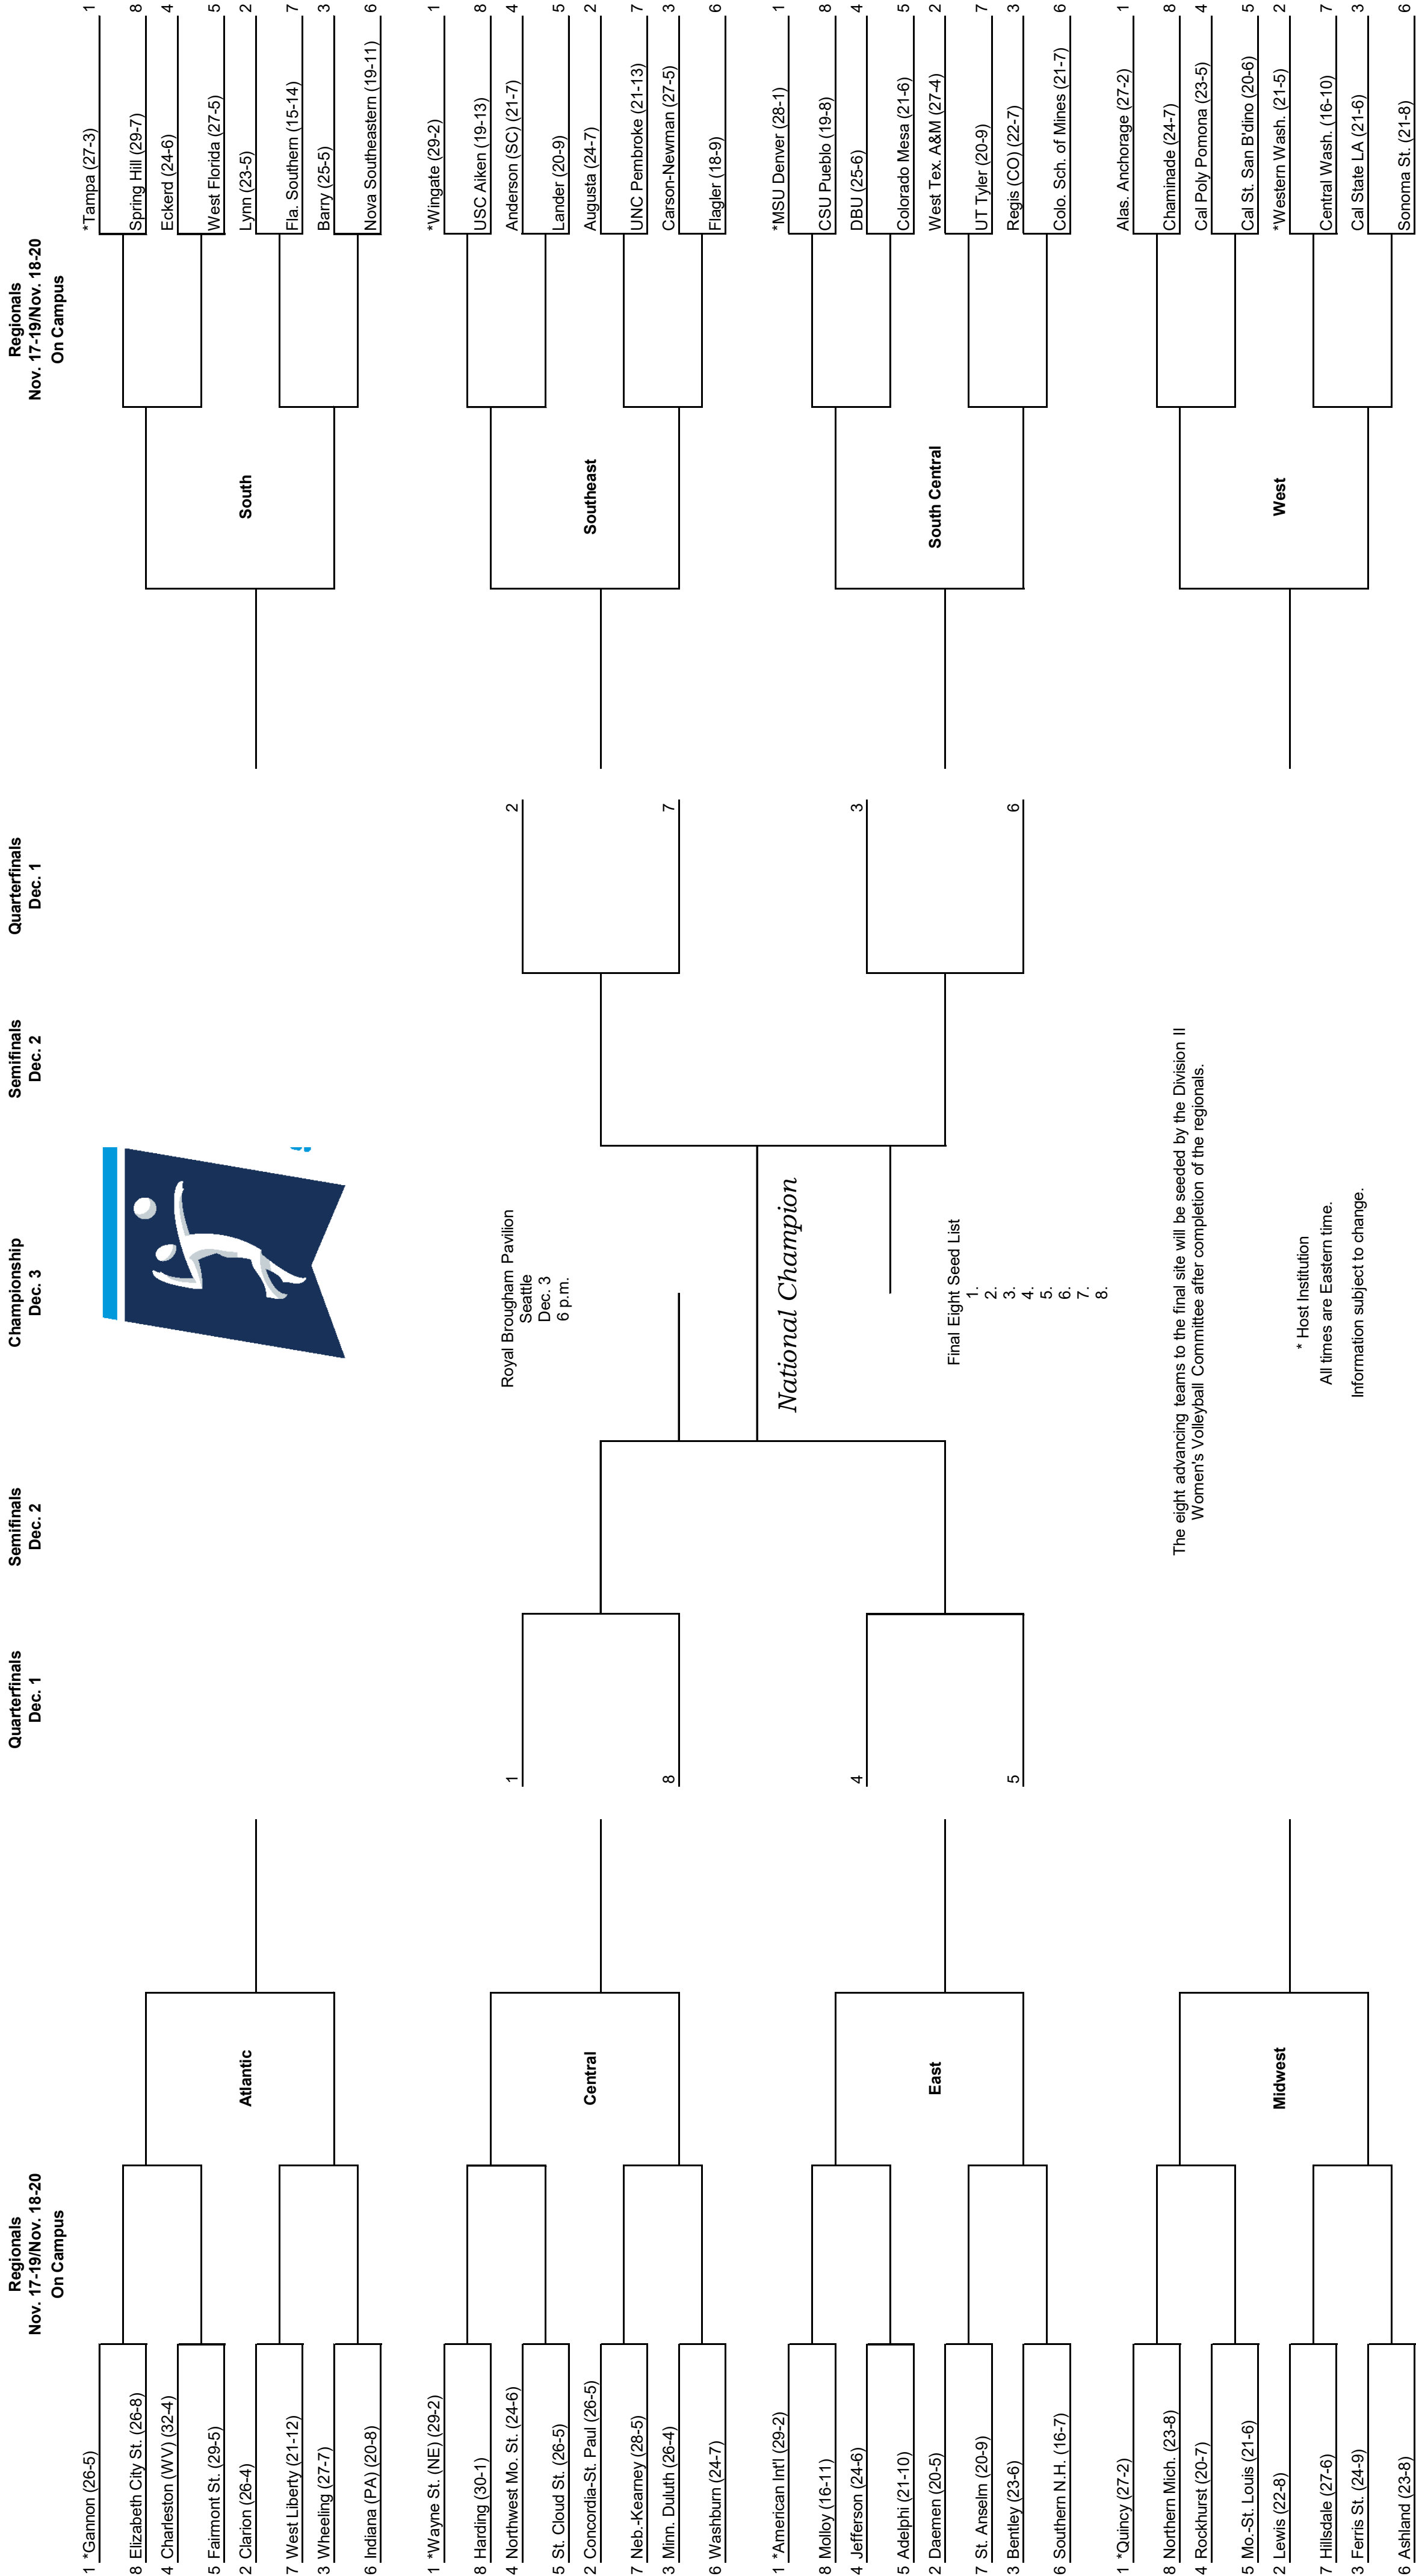 Regionals
Nov. 17-19/Nov. 18-20
On Campus
Quarterfinals
Dec. 1
Semifinals
Dec. 2
Championship
Dec. 3
Semifinals
Dec. 2
Quarterfinals
Dec. 1
Regionals
Nov. 17-19/Nov. 18-20
On Campus
1 *Gannon (26-5)
8 Elizabeth City St. (26-8)
4 Charleston (WV) (32-4)
5 Fairmont St. (29-5)
2 Clarion (26-4)
7 West Liberty (21-12)
3 Wheeling (27-7)
6 Indiana (PA) (20-8)
Atlantic
1 *Wayne St. (NE) (29-2)
8 Harding (30-1)
4 Northwest Mo. St. (24-6)
5 St. Cloud St. (26-5)
2 Concordia-St. Paul (26-5)
7 Neb.-Kearney (28-5)
3 Minn. Duluth (26-4)
6 Washburn (24-7)
Central
1 *American Int'l (29-2)
8 Molloy (16-11)
4 Jefferson (24-6)
5 Adelphi (21-10)
2 Daemen (20-5)
7 St. Anselm (20-9)
3 Bentley (23-6)
6 Southern N.H. (16-7)
East
1 *Quincy (27-2)
8 Northern Mich. (23-8)
4 Rockhurst (20-7)
5 Mo.-St. Louis (21-6)
2 Lewis (22-8)
7 Hillsdale (27-6)
3 Ferris St. (24-9)
6 Ashland (23-8)
Midwest
1
8
4
5
Royal Brougham Pavilion
Seattle
Dec. 3
6 p.m.
National Champion
Final Eight Seed List
1.
2.
3.
4.
5.
6.
7.
8.
The eight advancing teams to the final site will be seeded by the Division II
Women's Volleyball Committee after completion of the regionals.
* Host Institution
All times are Eastern time.
Information subject to change.
2
7
3
6
South
*Tampa (27-3) 1
Spring Hill (29-7) 8
Eckerd (24-6) 4
West Florida (27-5) 5
Lynn (23-5) 2
Fla. Southern (15-14) 7
Barry (25-5) 3
Nova Southeastern (19-11) 6
Southeast
*Wingate (29-2) 1
USC Aiken (19-13) 8
Anderson (SC) (21-7) 4
Lander (20-9) 5
Augusta (24-7) 2
UNC Pembroke (21-13) 7
Carson-Newman (27-5) 3
Flagler (18-9) 6
South Central
*MSU Denver (28-1) 1
CSU Pueblo (19-8) 8
DBU (25-6) 4
Colorado Mesa (21-6) 5
West Tex. A&M (27-4) 2
UT Tyler (20-9) 7
Regis (CO) (22-7) 3
Colo. Sch. of Mines (21-7) 6
West
Alas. Anchorage (27-2) 1
Chaminade (24-7) 8
Cal Poly Pomona (23-5) 4
Cal St. San B'dino (20-6) 5
*Western Wash. (21-5) 2
Central Wash. (16-10) 7
Cal State LA (21-6) 3
Sonoma St. (21-8) 6